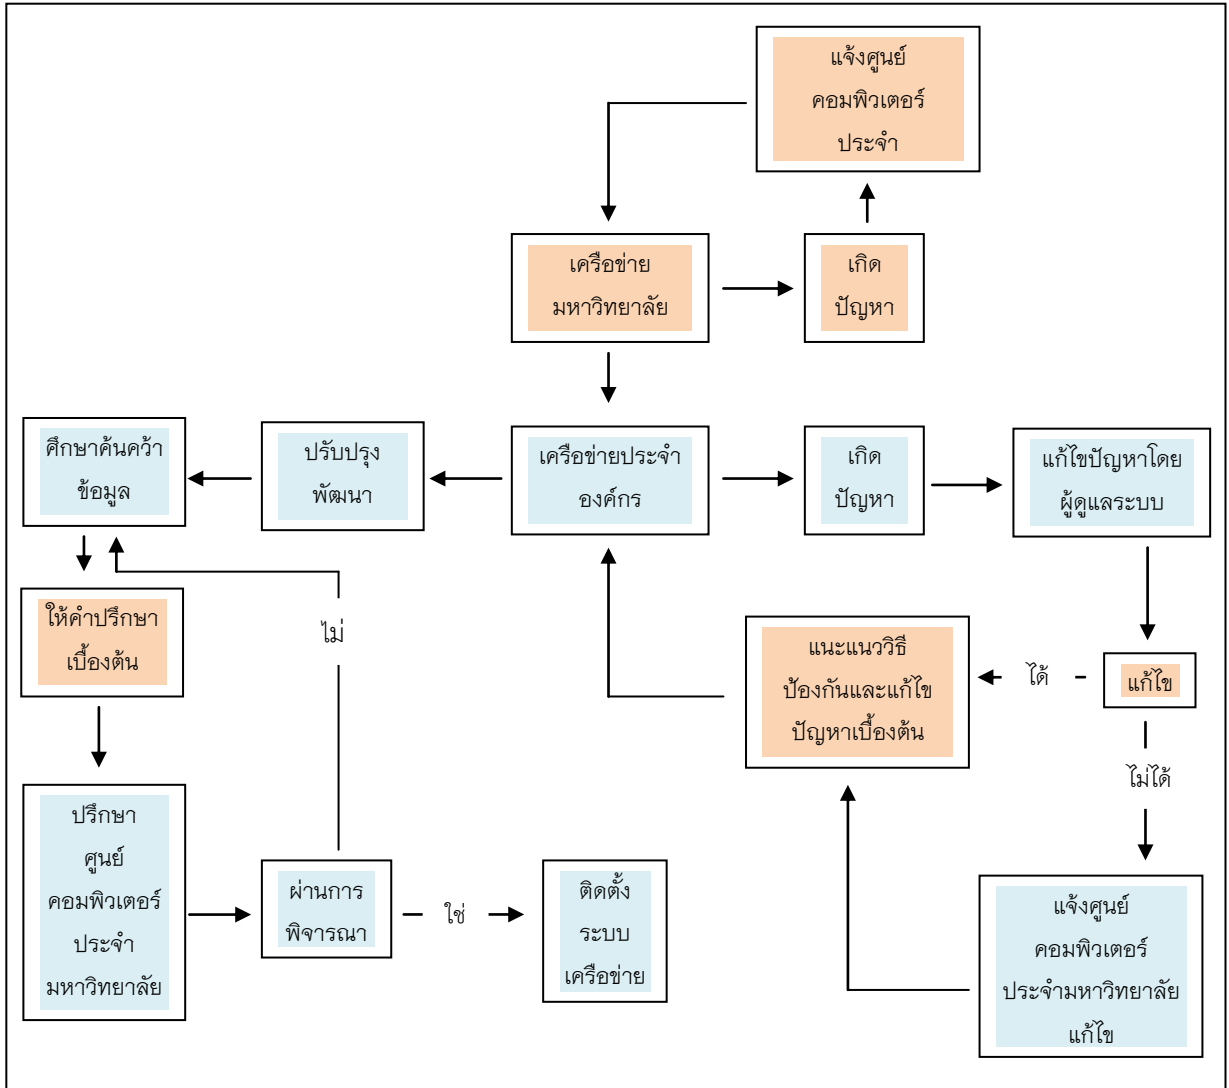 แจ้งศูนย์
คอมพิวเตอร์
ประจำ
เครือข่าย
มหาวิทยาลัย
เกิด
ปัญหา
ศึกษาค้นคว้า
ข้อมูล
ปรับปรุง
พัฒนา
เครือข่ายประจำ
องค์กร
เกิด
ปัญหา
แก้ไขปัญหาโดย
ผู้ดูแลระบบ
ให้คำปรึกษา
เบื้องต้น
ไม่
แนะแนววิธี
ป้องกันและแก้ไข
ปัญหาเบื้องต้น
ได้
แก้ไข
ไม่ได้
ปรึกษา
ศูนย์
คอมพิวเตอร์
ประจำ
มหาวิทยาลัย
ผ่านการ
พิจารณา
ใช่
ติดตั้ง
ระบบ
เครือข่าย
แจ้งศูนย์
คอมพิวเตอร์
ประจำมหาวิทยาลัย
แก้ไข